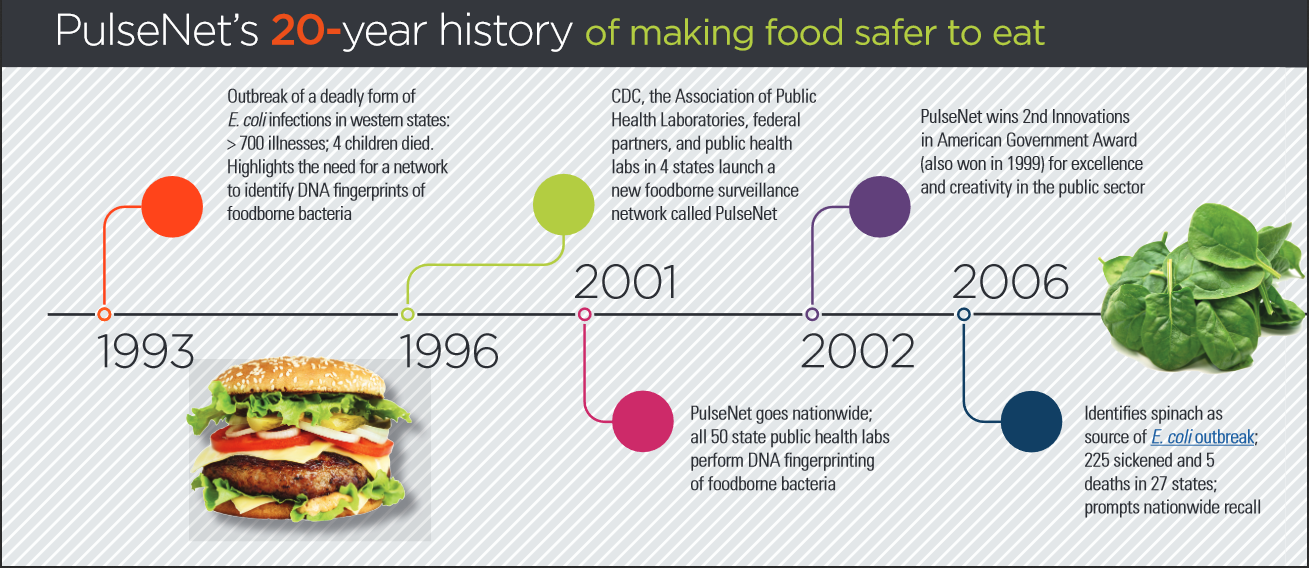 PulseNet's 20-year history of making food safer to eat
Outbreak of a deadly form of
E. coli infections in western states:
> 700 illnesses; 4 children died.
Highlights the need for a network
to identify DNA fingerprints of
foodborne bacteria
1993
CDC, the Association of Public
Health Laboratories, federal
partners, and public health
labs in 4 states launch a
new foodborne surveillance
network called PulseNet
1996
2001
PulseNet goes nationwide;
all 50 state public health labs
perform DNA fingerprinting
of foodborne bacteria
PulseNet wins 2nd Innovations
in American Government Award
(also won in 1999) for excellence
and creativity in the public sector
2002
2006
Identifies spinach as
source of E. coli outbreak;
225 sickened and 5
deaths in 27 states;
prompts nationwide recall